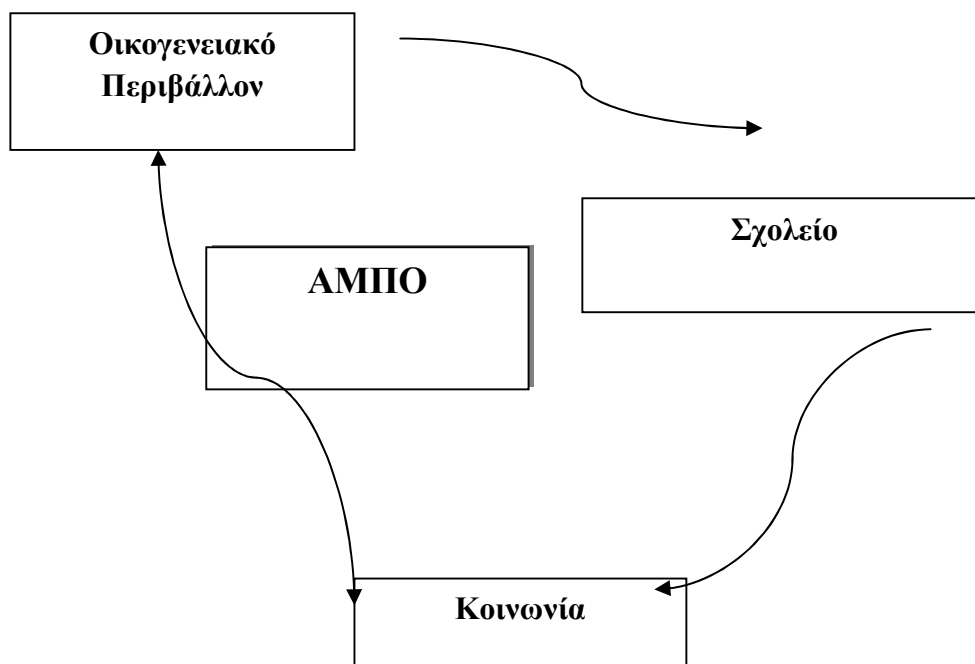 Οικογενειακό
Περιβάλλον
Σχολείο
ΑΜΠΟ
Κοινωνία